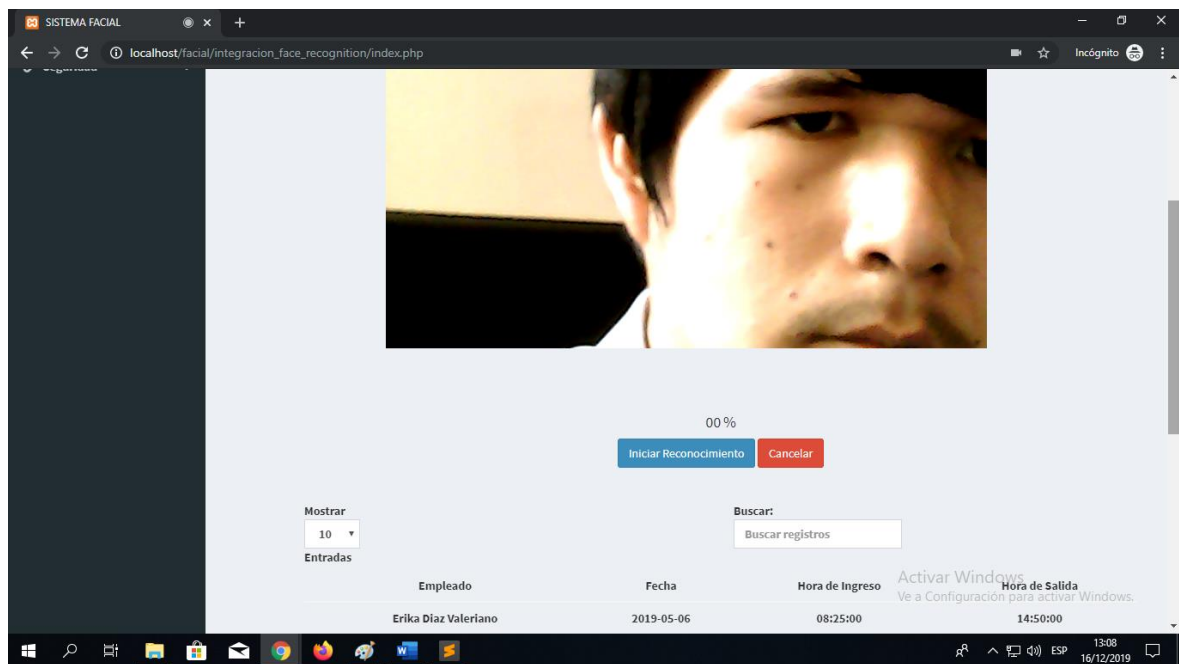 SISTEMA FACIAL
localhost/facial/integracion_face_recognition/index.php
Incógnito
Seguridad
00 %
Iniciar Reconocimiento
Cancelar
Mostrar
10
Entradas
Buscar:
Buscar registros
Activar Windows
Ve a Configuración para activar Windows.
Empleado Fecha Hora de Ingreso Hora de Salida
Erika Diaz Valeriano 2019-05-06 08:25:00 14:50:00
ESP
13:08
16/12/2019